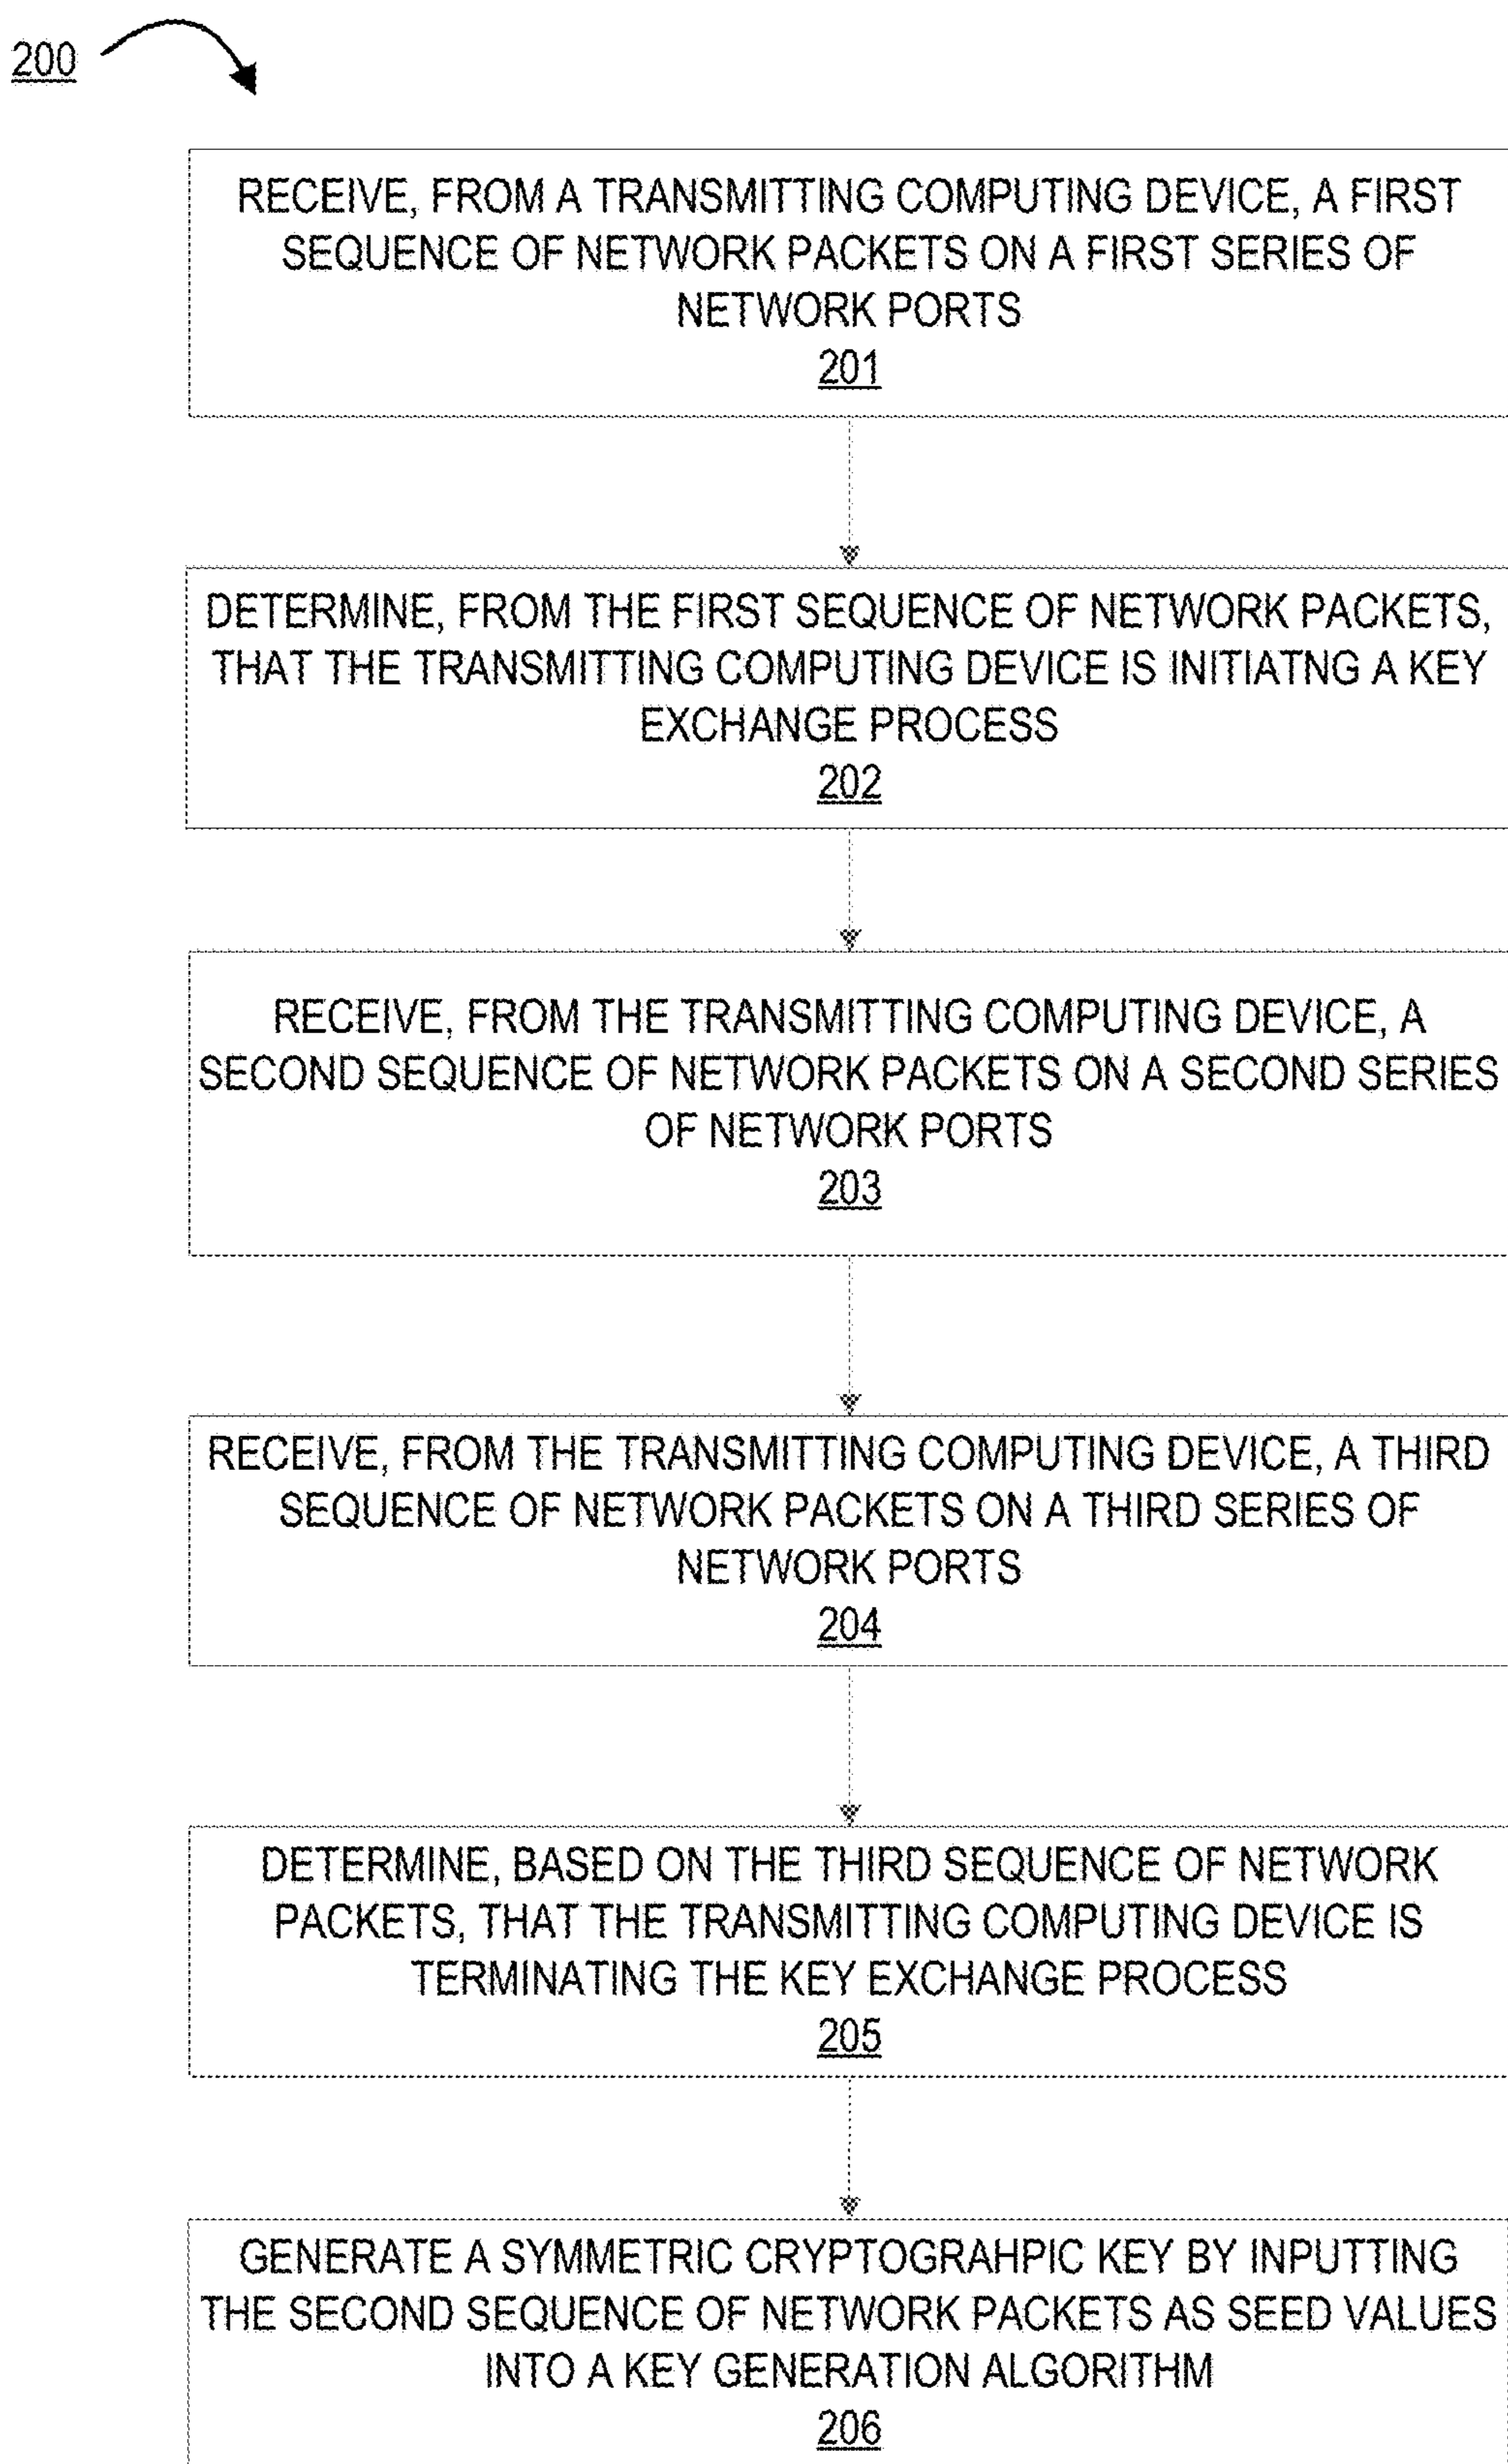 200
RECEIVE, FROM A TRANSMITTING COMPUTING DEVICE, A FIRST
SEQUENCE OF NETWORK PACKETS ON A FIRST SERIES OF
NETWORK PORTS
201
DETERMINE, FROM THE FIRST SEQUENCE OF NETWORK PACKETS,
THAT THE TRANSMITTING COMPUTING DEVICE IS INITIATNG A KEY
EXCHANGE PROCESS
202
RECEIVE, FROM THE TRANSMITTING COMPUTING DEVICE, A
SECOND SEQUENCE OF NETWORK PACKETS ON A SECOND SERIES
OF NETWORK PORTS
203
RECEIVE, FROM THE TRANSMITTING COMPUTING DEVICE, A THIRD
SEQUENCE OF NETWORK PACKETS ON A THIRD SERIES OF
NETWORK PORTS
204
DETERMINE, BASED ON THE THIRD SEQUENCE OF NETWORK
PACKETS, THAT THE TRANSMITTING COMPUTING DEVICE IS
TERMINATING THE KEY EXCHANGE PROCESS
205
GENERATE A SYMMETRIC CRYPTOGRAHPIC KEY BY INPUTTING
THE SECOND SEQUENCE OF NETWORK PACKETS AS SEED VALUES
INTO A KEY GENERATION ALGORITHM
206